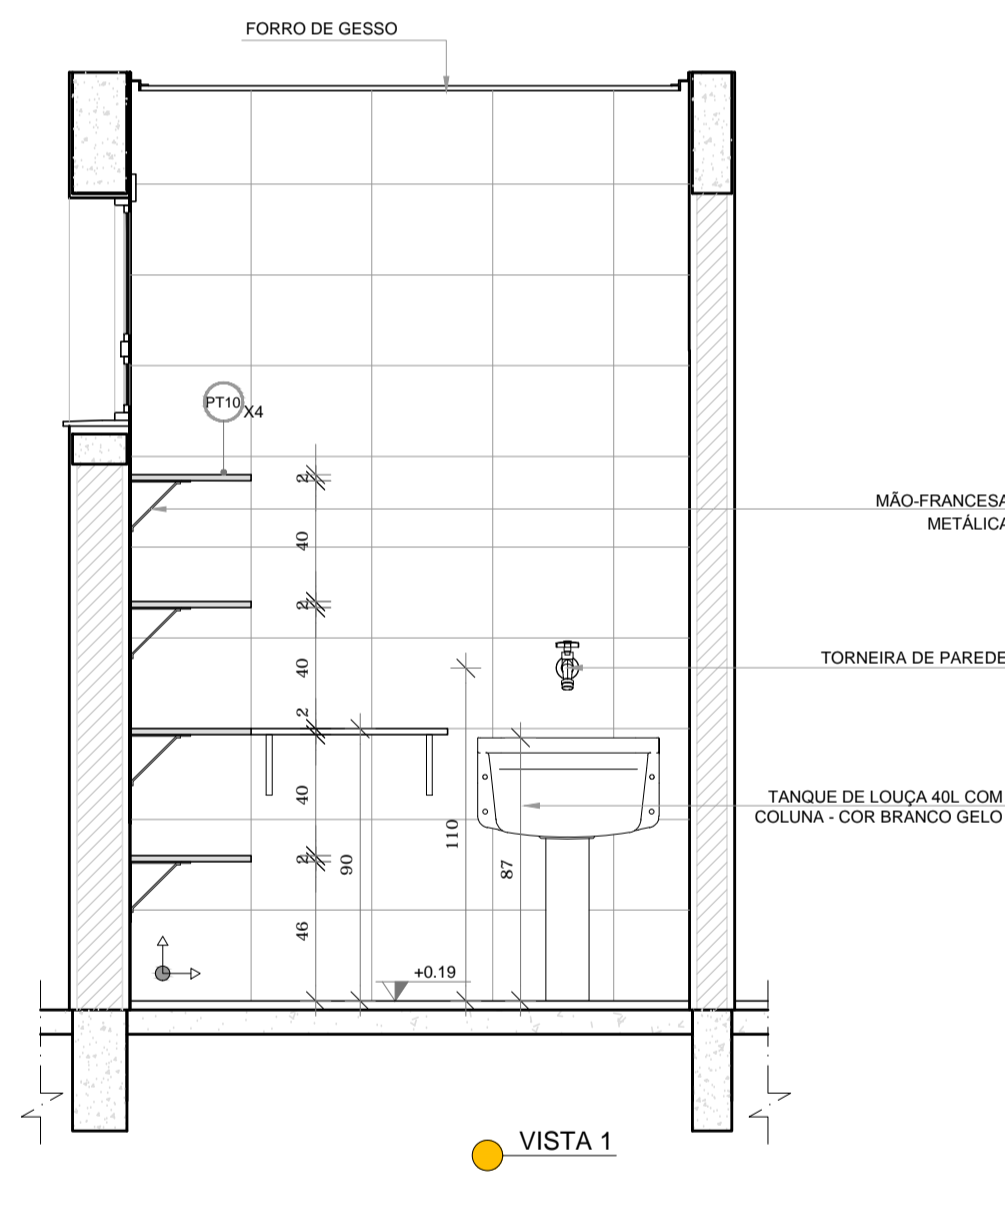 FORRO DE GESSO
PT10
X4
2
MÃO-FRANCESA
METÁLICA
40
2
40
TORNEIRA DE PAREDE
2
40
TANQUE DE LOUÇA 40L COM
COLUNA - COR BRANCO GELO
110
2
90
87
46
+0.19
VISTA 1